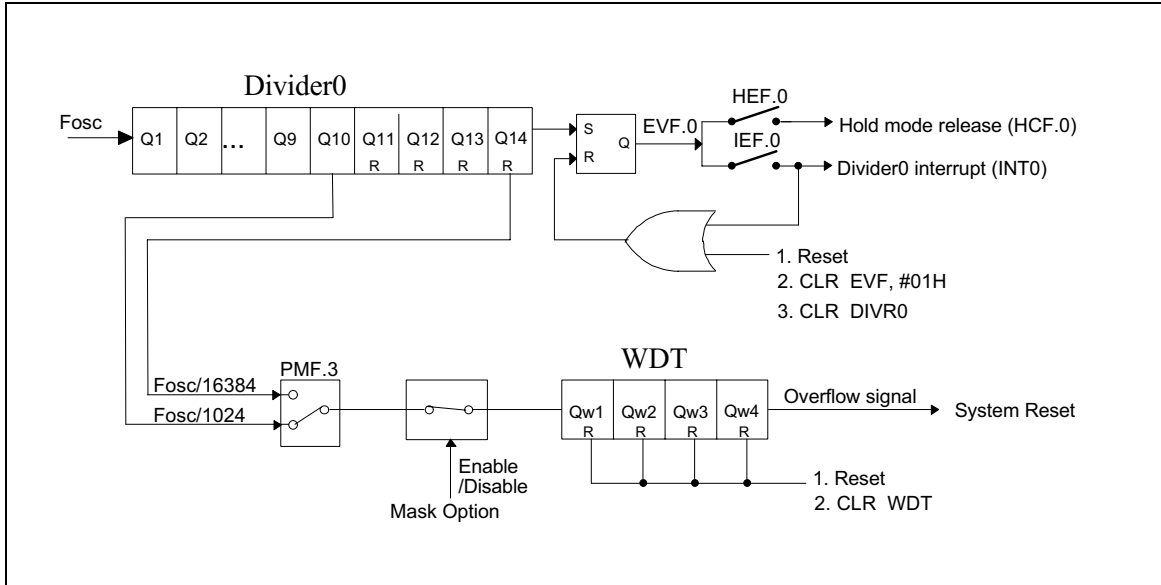 Divider0
Fosc
Q1 Q2 ... Q9 Q10 Q11 Q12 Q13 Q14
R R R R
S
R
Q
EVF.0
HEF.0
Hold mode release (HCF.0)
IEF.0
Divider0 interrupt (INT0)
1. Reset
2. CLR EVF, #01H
3. CLR DIVR0
WDT
PMF.3
Fosc/16384
Fosc/1024
Enable
/Disable
Mask Option
Qw1 Qw2 Qw3 Qw4
R R R R
Overflow signal
System Reset
1. Reset
2. CLR WDT